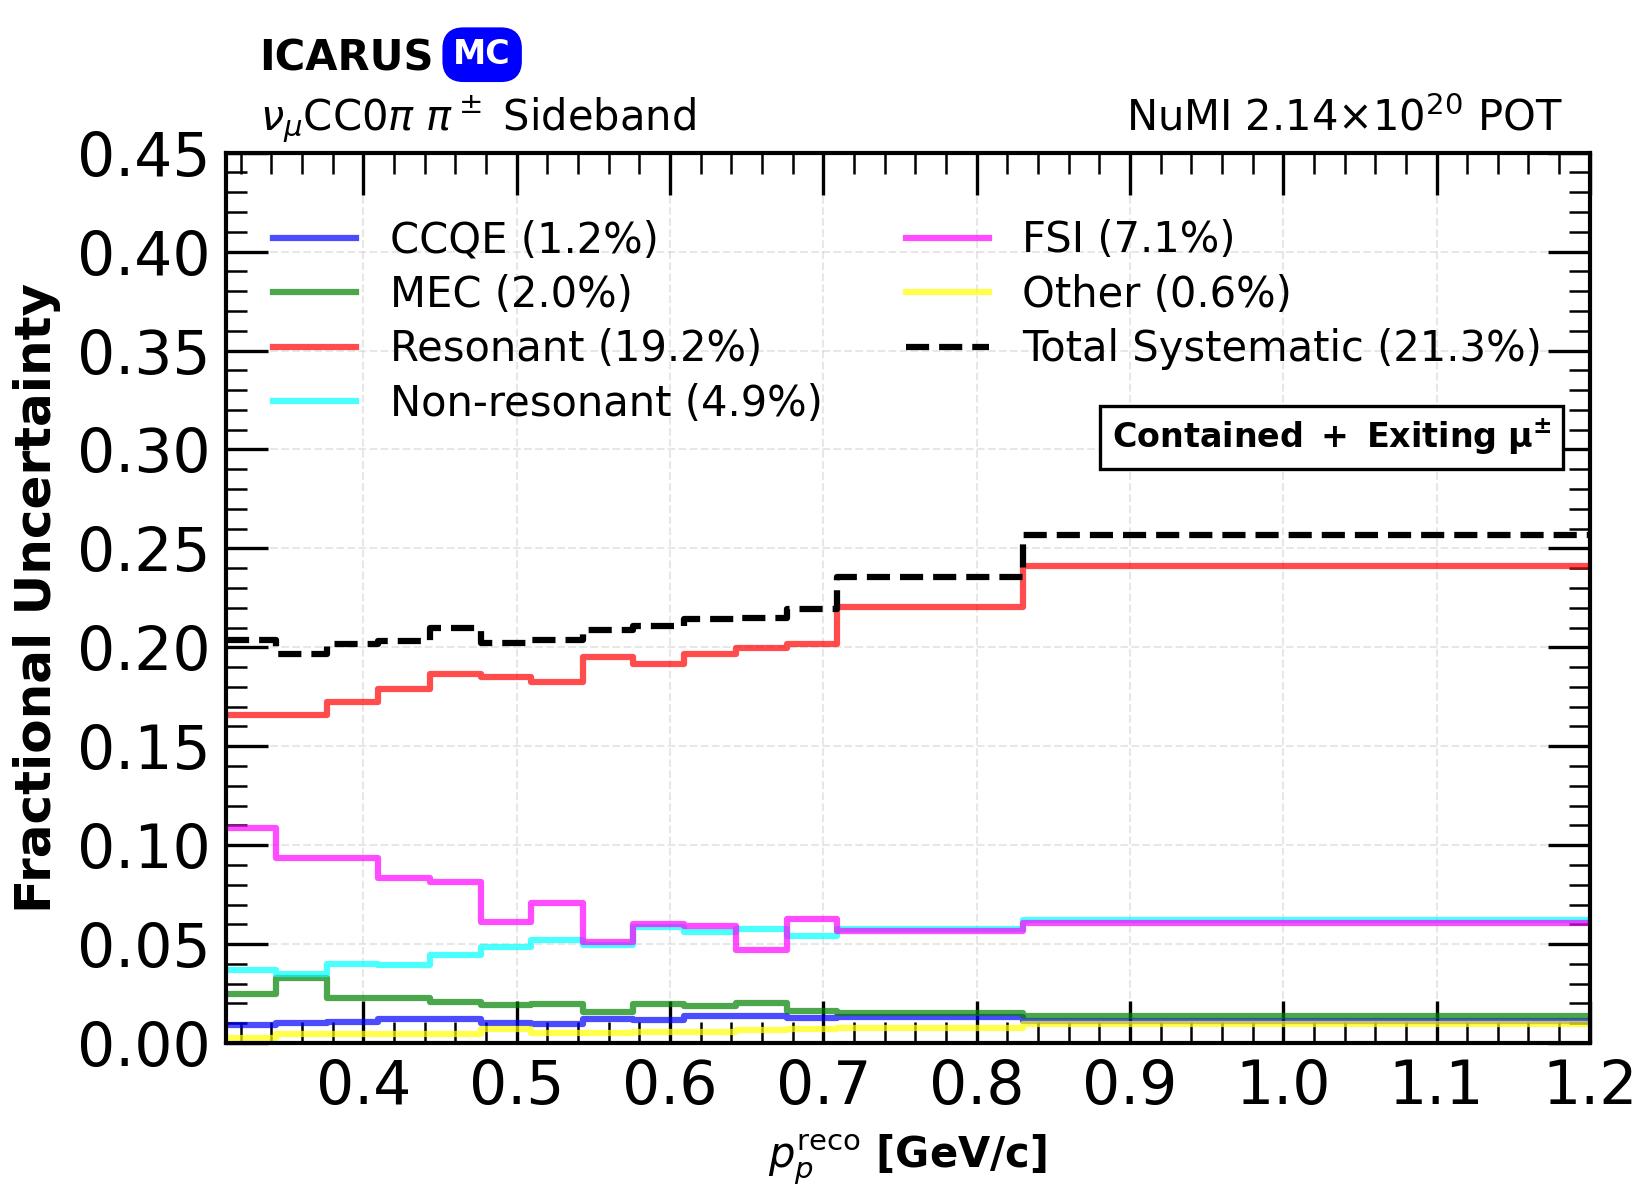 ICARUS MC
νμCC0π π± Sideband NuMI 2.14×10²⁰ POT
0.45
0.40
0.35
0.30
0.25
0.20
0.15
0.10
0.05
0.00
Fractional Uncertainty
CCQE (1.2%)
MEC (2.0%)
Resonant (19.2%)
Non-resonant (4.9%)
FSI (7.1%)
Other (0.6%)
Total Systematic (21.3%)
Contained + Exiting μ±
0.4 0.5 0.6 0.7 0.8 0.9 1.0 1.1 1.2
p_p^reco [GeV/c]